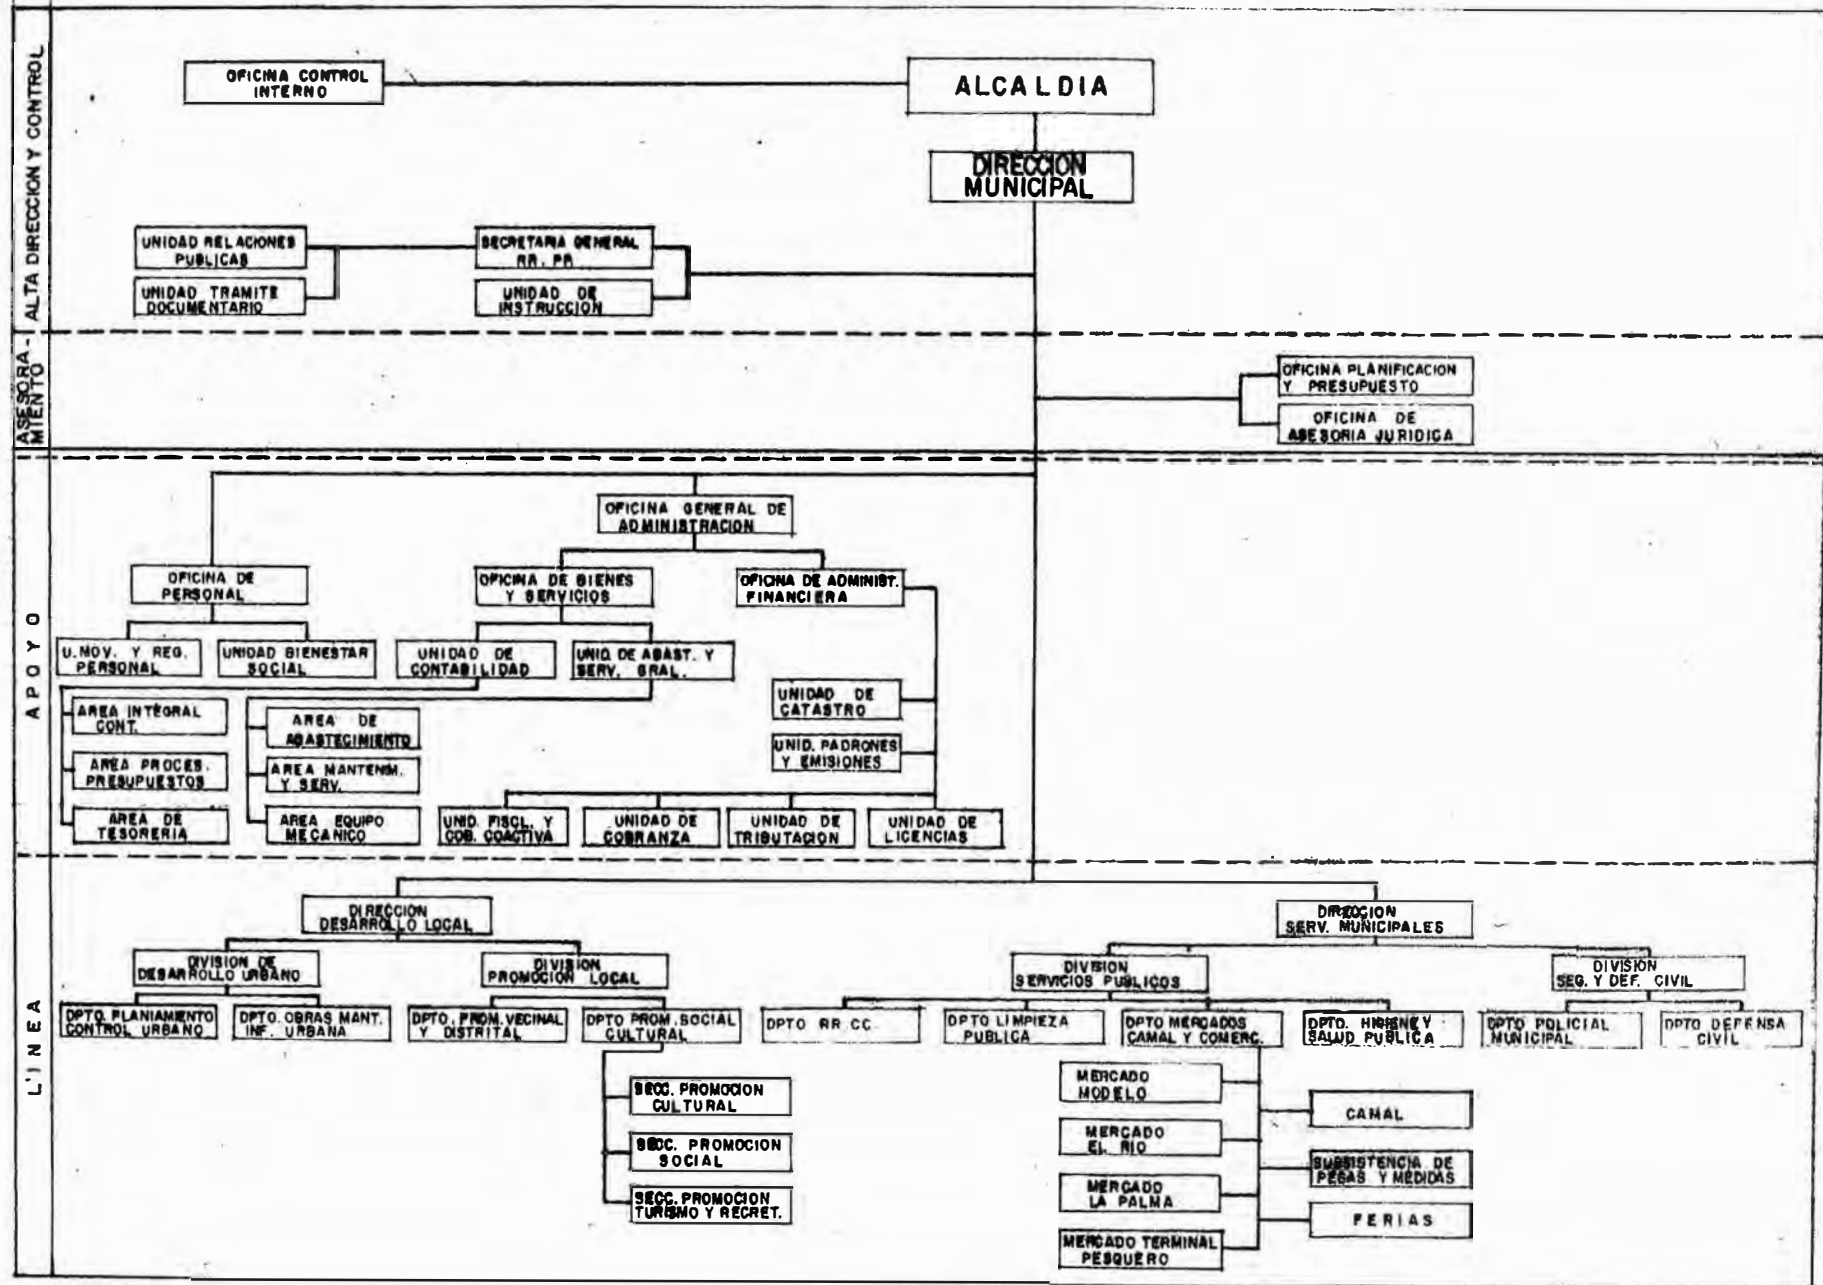 ALTA DIRECCION Y CONTROL
OFICINA CONTROL
INTERNO
ALCALDIA
DIRECCION
MUNICIPAL
UNIDAD RELACIONES
PUBLICAS
SECRETARIA GENERAL
RR. PP.
UNIDAD TRAMITE
DOCUMENTARIO
UNIDAD DE
INSTRUCCION
ASESORA-
MIENTO
OFICINA PLANIFICACION
Y PRESUPUESTO
OFICINA DE
ASESORIA JURIDICA
APOYO
OFICINA GENERAL DE
ADMINISTRACION
OFICINA DE
PERSONAL
OFICINA DE BIENES
Y SERVICIOS
OFICINA DE ADMINIST.
FINANCIERA
U. MOV. Y REG.
PERSONAL
UNIDAD BIENESTAR
SOCIAL
UNIDAD DE
CONTABILIDAD
UNID. DE ABAST. Y
SERV. GRAL.
AREA INTEGRAL
CONT.
AREA DE
ABASTECIMIENTO
UNIDAD DE
CATASTRO
AREA PROCES.
PRESUPUESTOS
AREA MANTENIM.
Y SERV.
UNID. PADRONES
Y EMISIONES
AREA DE
TESORERIA
AREA EQUIPO
MECANICO
UNID. FISCL. Y
COB. COACTIVA
UNIDAD DE
COBRANZA
UNIDAD DE
TRIBUTACION
UNIDAD DE
LICENCIAS
L'INEA
DIRECCION
DESARROLLO LOCAL
DIRECCION
SERV. MUNICIPALES
DIVISION DE
DESARROLLO URBANO
DIVISION
PROMOCION LOCAL
DIVISION
SERVICIOS PUBLICOS
DIVISION
SEG. Y DEF. CIVIL
DPTO. PLANIAMIENTO
CONTROL URBANO
DPTO. OBRAS MANT.
INF. URBANA
DPTO. PROM. VECINAL
Y DISTRITAL
DPTO PROM. SOCIAL
CULTURAL
DPTO RR. CC.
DPTO LIMPIEZA
PUBLICA
DPTO MERCADOS
CAMAL Y COMERC.
DPTO. HIGIENE Y
SALUD PUBLICA
DPTO POLICIAL
MUNICIPAL
DPTO DEFENSA
CIVIL
SECC. PROMOCION
CULTURAL
SECC. PROMOCION
SOCIAL
SECC. PROMOCION
TURISMO Y RECRET.
MERCADO
MODELO
MERCADO
EL RIO
MERCADO
LA PALMA
MERCADO TERMINAL
PESQUERO
CAMAL
SUBSISTENCIA DE
PESAS Y MEDIDAS
FERIAS